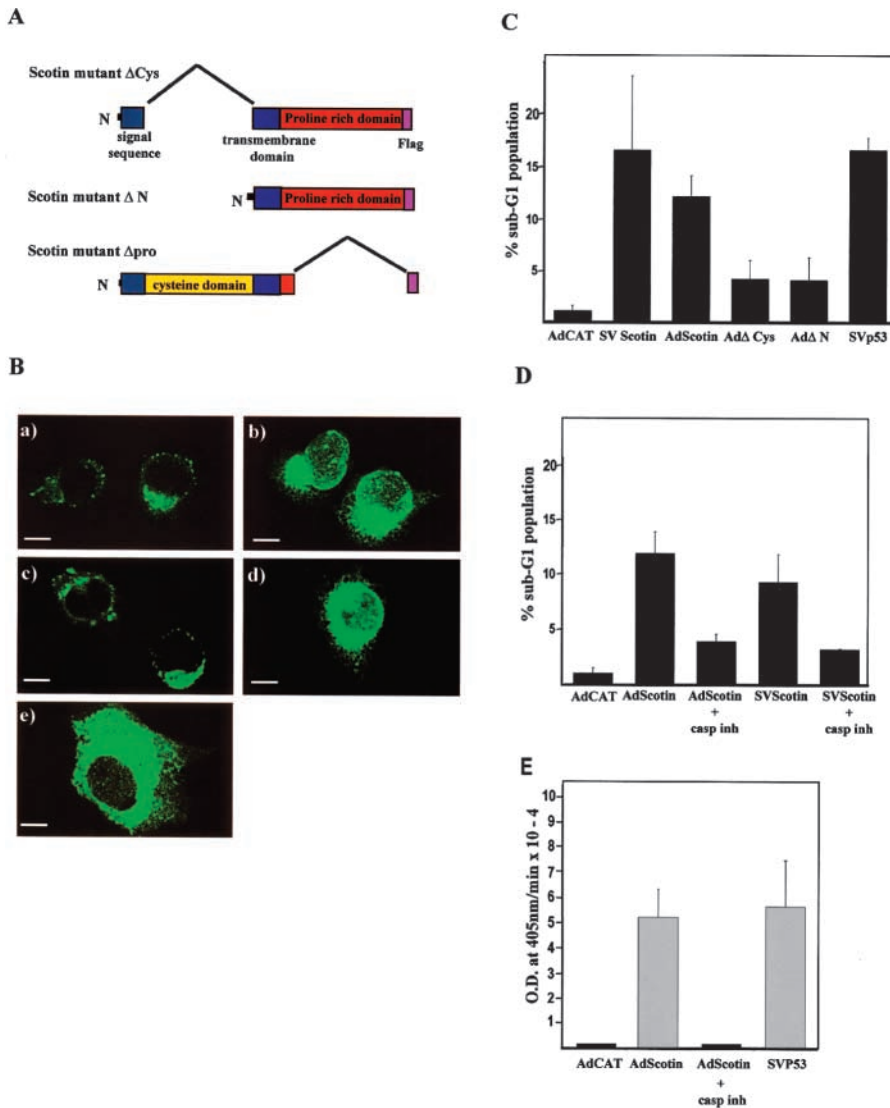 A
Scotin mutant ΔCys
N
signal sequence
transmembrane domain
Proline rich domain
Flag
Scotin mutant Δ N
N
Proline rich domain
Scotin mutant Δpro
N
cysteine domain
B
a)
b)
c)
d)
e)
C
% sub-G1 population
20
15
10
5
AdCAT SV Scotin AdScotin AdΔ Cys AdΔ N SVp53
D
% sub-G1 population
20
15
10
5
AdCAT AdScotin AdScotin + casp inh SVScotin SVScotin + casp inh
E
O.D. at 405nm/min x 10 - 4
10
9
8
7
6
5
4
3
2
1
AdCAT AdScotin AdScotin + casp inh SVP53